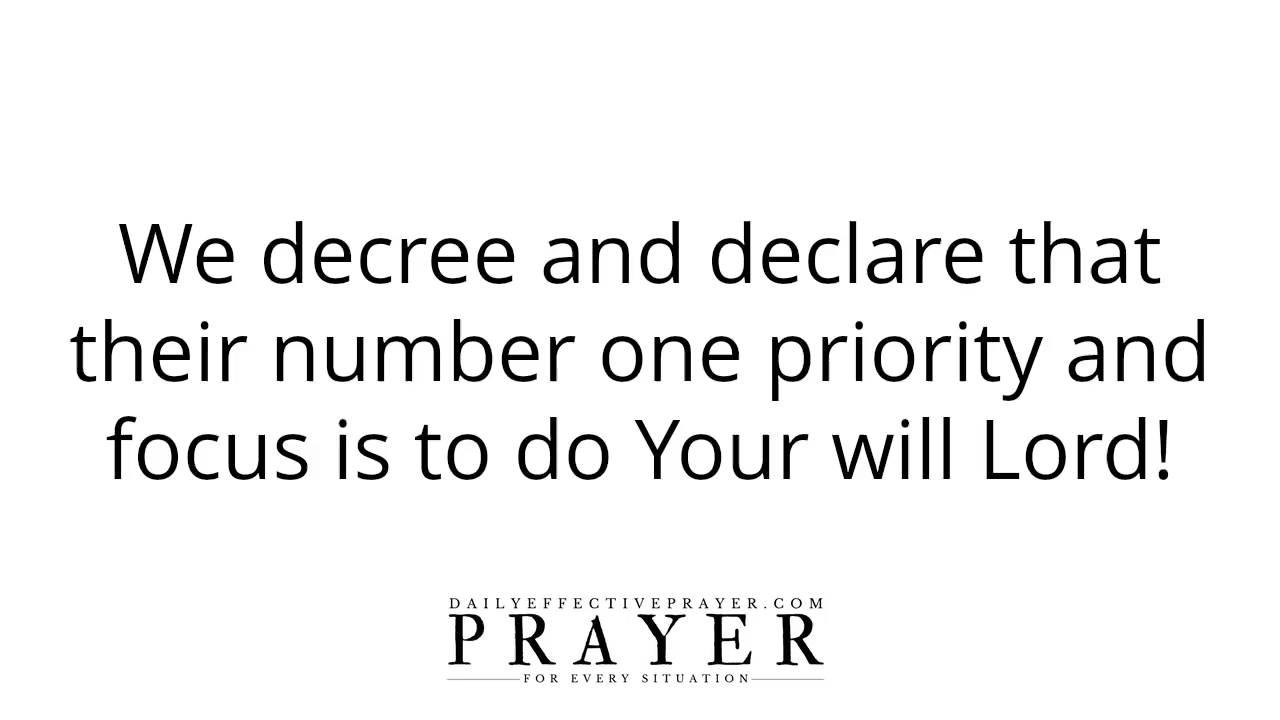 We decree and declare that
their number one priority and
focus is to do Your will Lord!
DAILYEFFECTIVEPRAYER.COM
PRAYER
FOR EVERY SITUATION